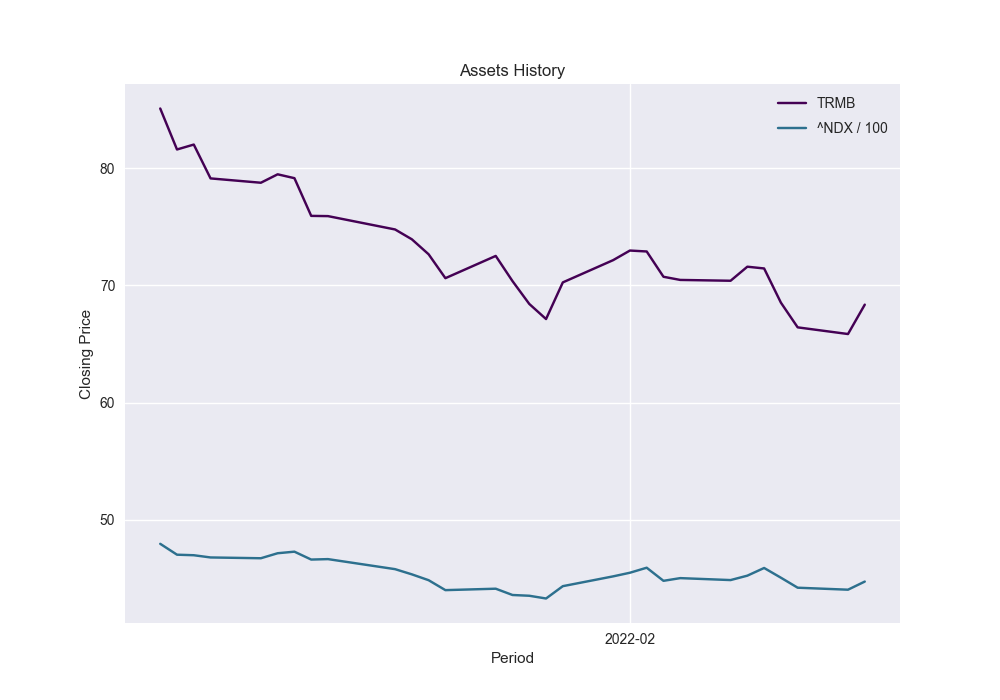 Assets History
TRMB
^NDX / 100
80
70
60
50
Closing Price
2022-02
Period